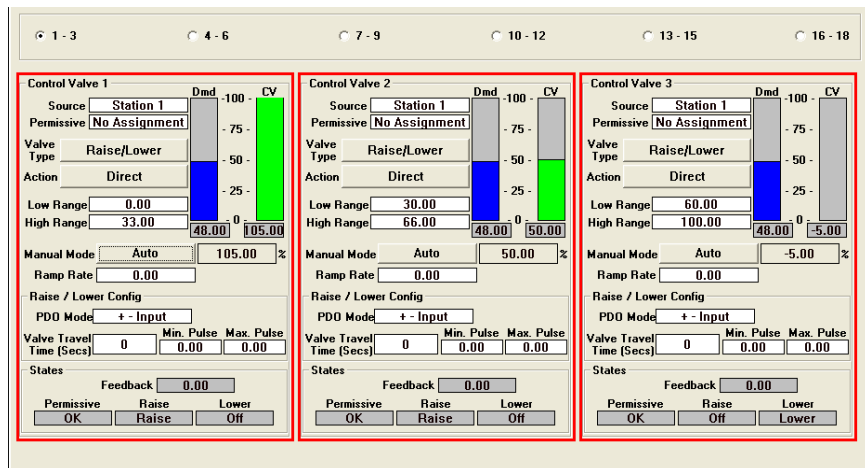 1 - 3 4 - 6 7 - 9 10 - 12 13 - 15 16 - 18
Control Valve 1
Dmd -100 - CV
Source Station 1
Permissive No Assignment
- 75 -
Valve Type Raise/Lower
- 50 -
Action Direct
- 25 -
Low Range 0.00
High Range 33.00
- 0 -
48.00 105.00
Manual Mode Auto 105.00 %
Ramp Rate 0.00
Raise / Lower Config
PDO Mode + - Input
Min. Pulse Max. Pulse
Valve Travel Time (Secs) 0 0.00 0.00
States
Feedback 0.00
Permissive Raise Lower
OK Raise Off
Control Valve 2
Dmd -100 - CV
Source Station 1
Permissive No Assignment
- 75 -
Valve Type Raise/Lower
- 50 -
Action Direct
- 25 -
Low Range 30.00
High Range 66.00
- 0 -
48.00 50.00
Manual Mode Auto 50.00 %
Ramp Rate 0.00
Raise / Lower Config
PDO Mode + - Input
Min. Pulse Max. Pulse
Valve Travel Time (Secs) 0 0.00 0.00
States
Feedback 0.00
Permissive Raise Lower
OK Raise Off
Control Valve 3
Dmd -100 - CV
Source Station 1
Permissive No Assignment
- 75 -
Valve Type Raise/Lower
- 50 -
Action Direct
- 25 -
Low Range 60.00
High Range 100.00
- 0 -
48.00 -5.00
Manual Mode Auto -5.00 %
Ramp Rate 0.00
Raise / Lower Config
PDO Mode + - Input
Min. Pulse Max. Pulse
Valve Travel Time (Secs) 0 0.00 0.00
States
Feedback 0.00
Permissive Raise Lower
OK Off Lower